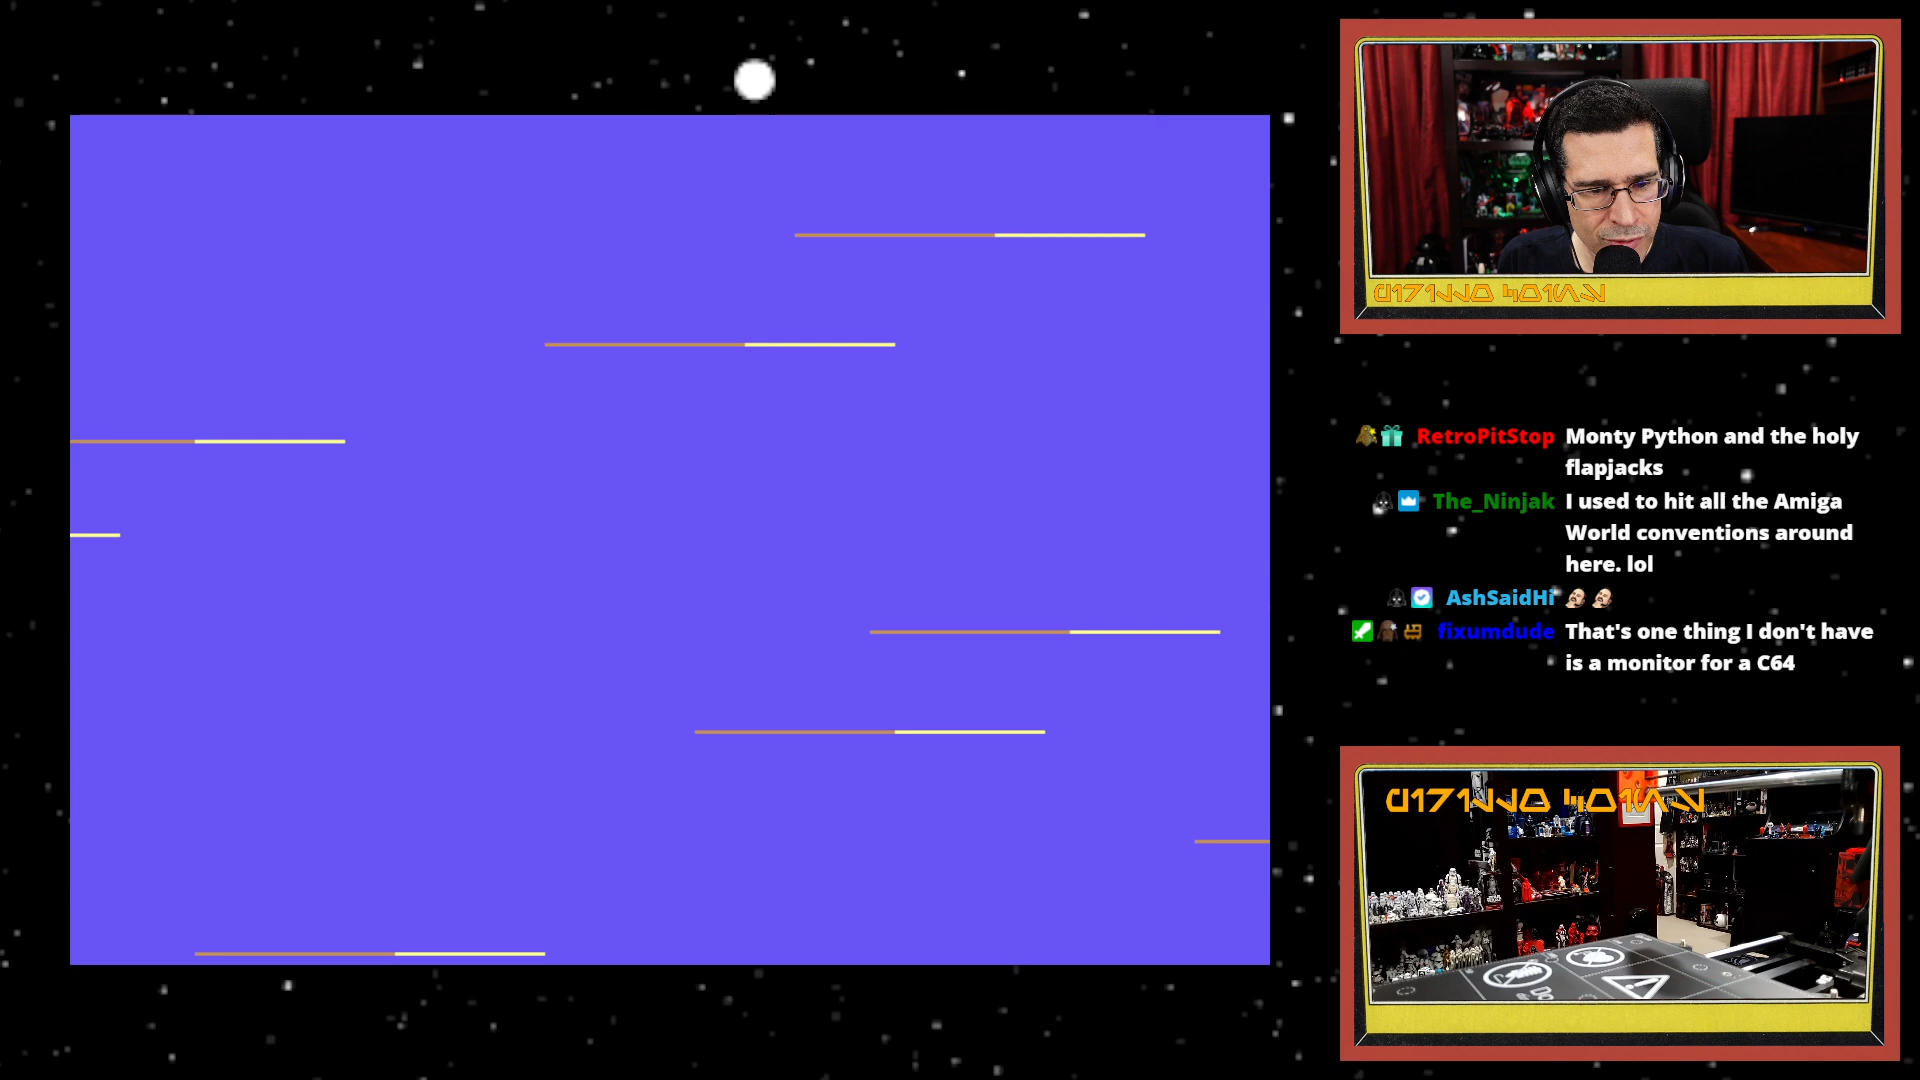 RetroPitStop Monty Python and the holy
flapjacks
The_Ninjak I used to hit all the Amiga
World conventions around
here. lol
AshSaidHi
fixumdude That's one thing I don't have
is a monitor for a C64